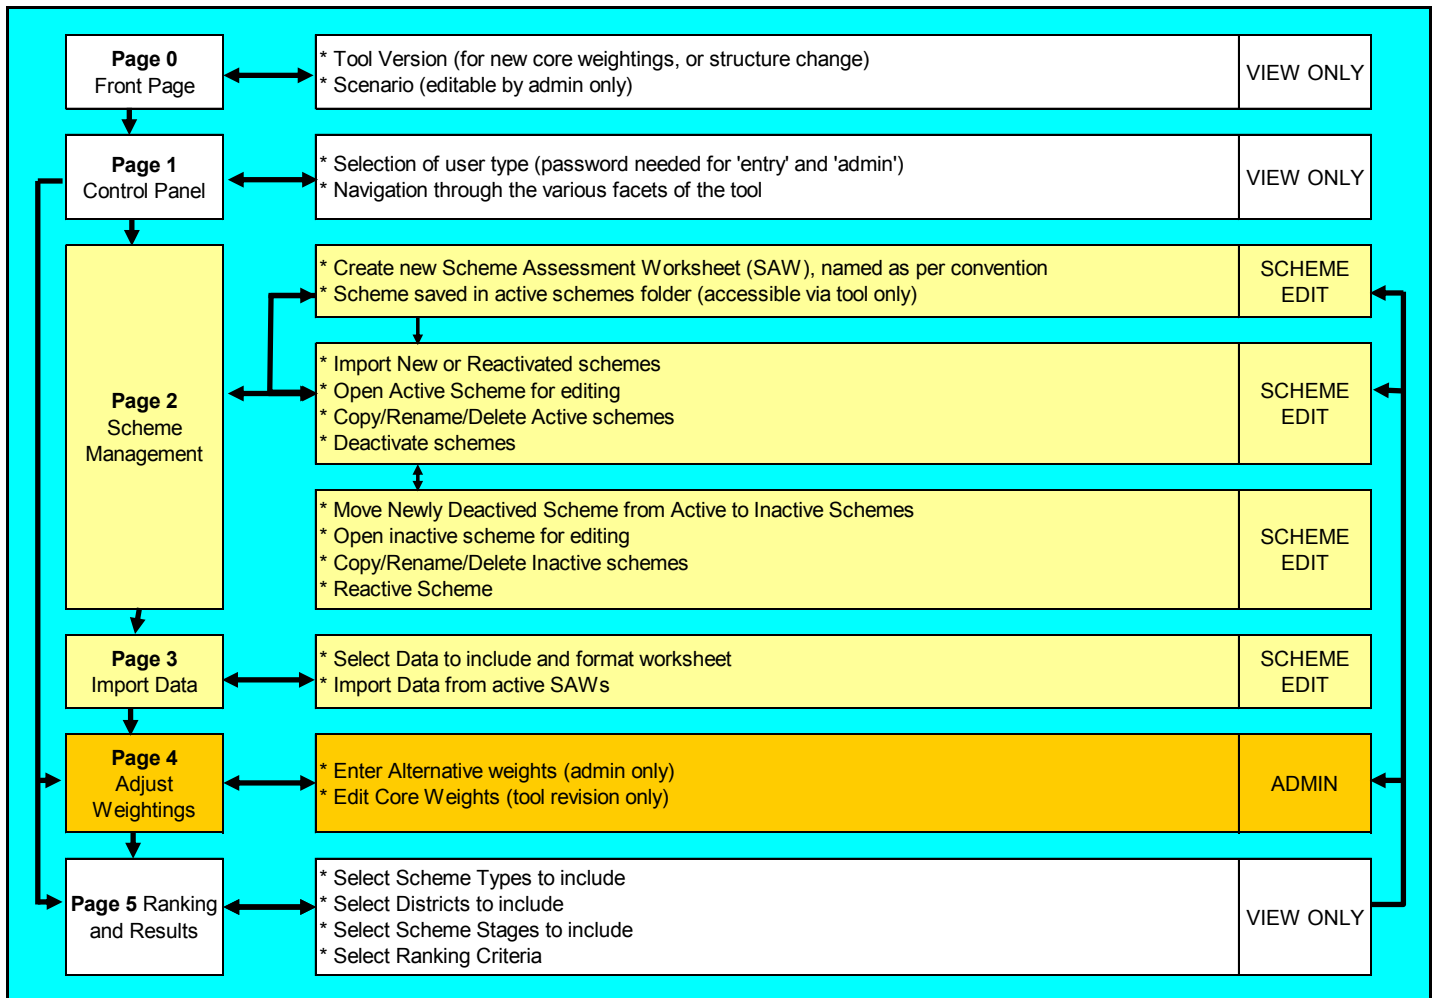 Page 0
Front Page
* Tool Version (for new core weightings, or structure change)
* Scenario (editable by admin only)
VIEW ONLY
Page 1
Control Panel
* Selection of user type (password needed for 'entry' and 'admin')
* Navigation through the various facets of the tool
VIEW ONLY
Page 2
Scheme
Management
* Create new Scheme Assessment Worksheet (SAW), named as per convention
* Scheme saved in active schemes folder (accessible via tool only)
SCHEME
EDIT
* Import New or Reactivated schemes
* Open Active Scheme for editing
* Copy/Rename/Delete Active schemes
* Deactivate schemes
SCHEME
EDIT
* Move Newly Deactived Scheme from Active to Inactive Schemes
* Open inactive scheme for editing
* Copy/Rename/Delete Inactive schemes
* Reactive Scheme
SCHEME
EDIT
Page 3
Import Data
* Select Data to include and format worksheet
* Import Data from active SAWs
SCHEME
EDIT
Page 4
Adjust
Weightings
* Enter Alternative weights (admin only)
* Edit Core Weights (tool revision only)
ADMIN
Page 5 Ranking
and Results
* Select Scheme Types to include
* Select Districts to include
* Select Scheme Stages to include
* Select Ranking Criteria
VIEW ONLY